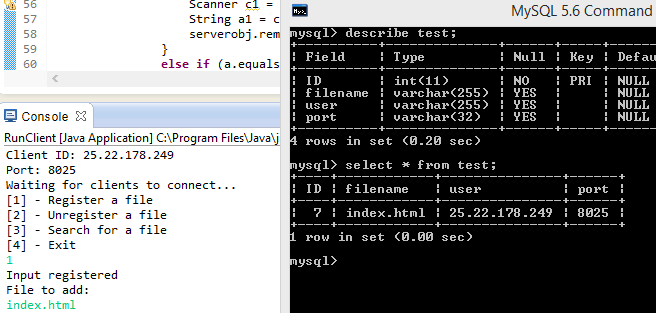 56 Scanner c1 =
57 String a1 = c
58 serverobj.rem
59 }
60 else if (a.equals
Console
RunClient [Java Application] C:\Program Files\Java\j
Client ID: 25.22.178.249
Port: 8025
Waiting for clients to connect...
[1] - Register a file
[2] - Unregister a file
[3] - Search for a file
[4] - Exit
1
Input registered
File to add:
index.html
MySQL 5.6 Command
mysql> describe test;
+----------+--------------+------+-----+------
| Field | Type | Null | Key | Defau
+----------+--------------+------+-----+------
| ID | int(11) | NO | PRI | NULL
| filename | varchar(255) | YES | | NULL
| user | varchar(255) | YES | | NULL
| port | varchar(32) | YES | | NULL
+----------+--------------+------+-----+------
4 rows in set (0.20 sec)
mysql> select * from test;
+----+------------+---------------+------+
| ID | filename | user | port |
+----+------------+---------------+------+
| 7 | index.html | 25.22.178.249 | 8025 |
+----+------------+---------------+------+
1 row in set (0.00 sec)
mysql>